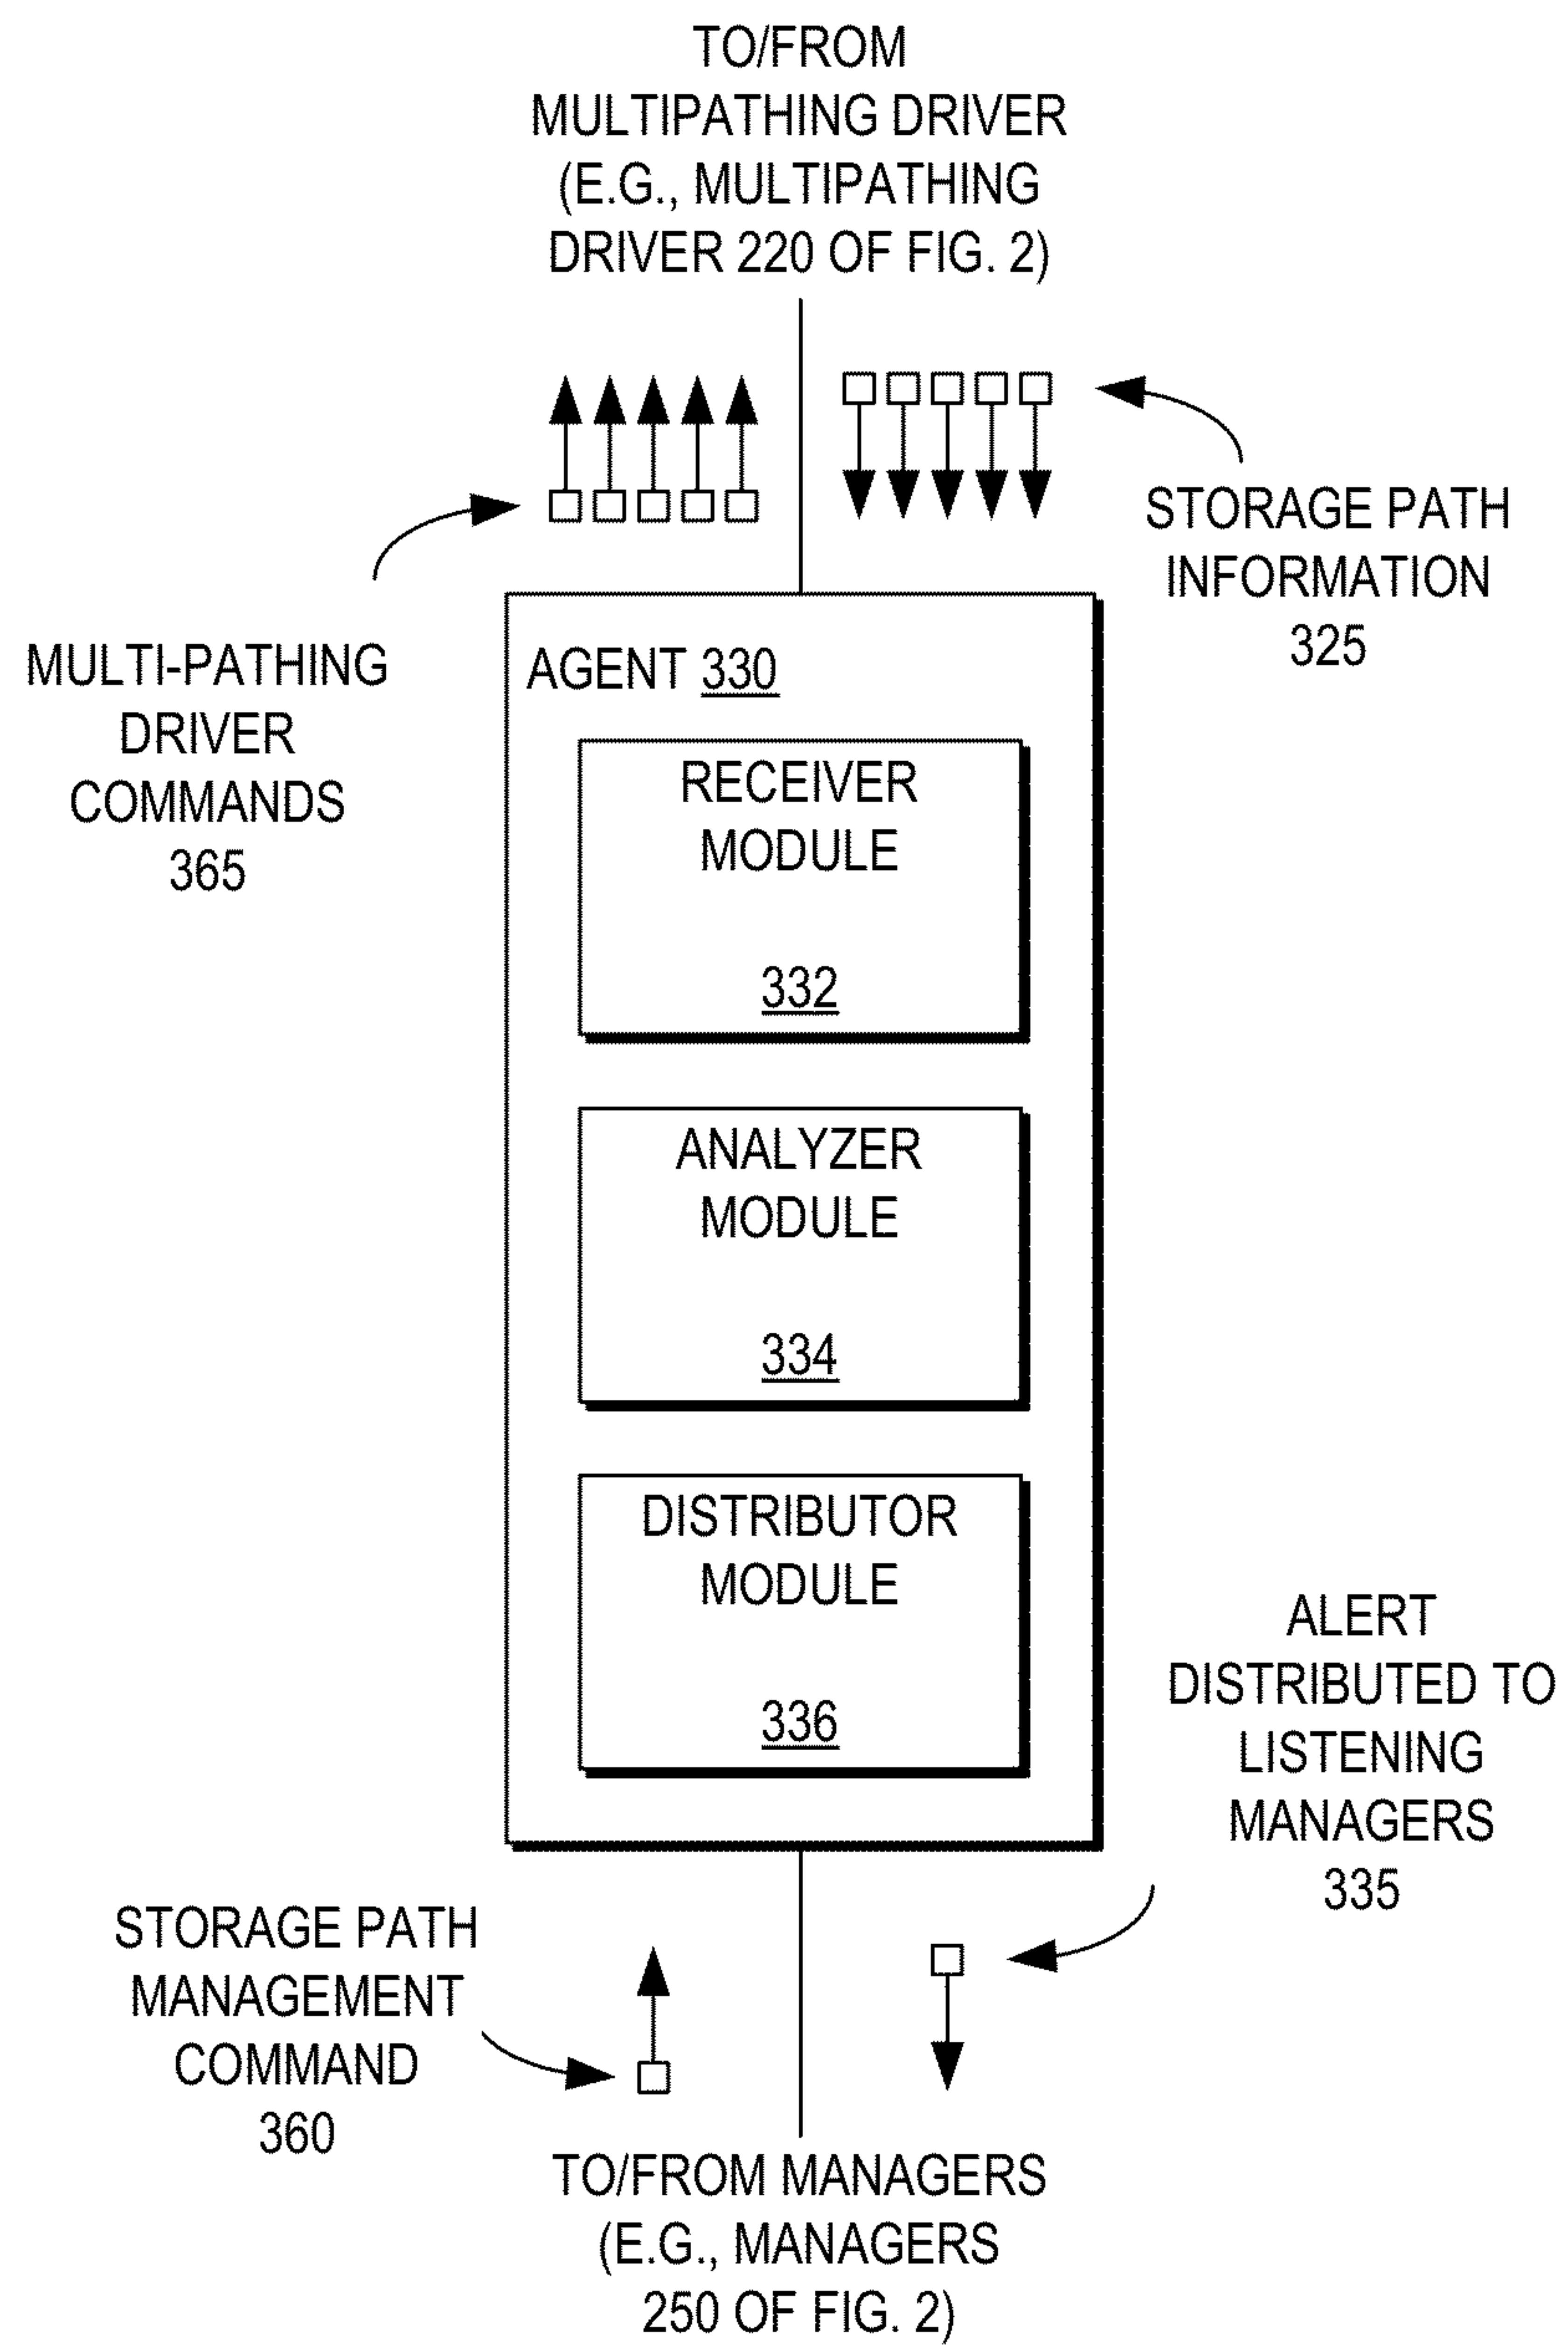 TO/FROM
MULTIPATHING DRIVER
(E.G., MULTIPATHING
DRIVER 220 OF FIG. 2)
STORAGE PATH
INFORMATION
325
MULTI-PATHING
DRIVER
COMMANDS
365
AGENT 330
RECEIVER
MODULE
332
ANALYZER
MODULE
334
DISTRIBUTOR
MODULE
336
ALERT
DISTRIBUTED TO
LISTENING
MANAGERS
335
STORAGE PATH
MANAGEMENT
COMMAND
360
TO/FROM MANAGERS
(E.G., MANAGERS
250 OF FIG. 2)